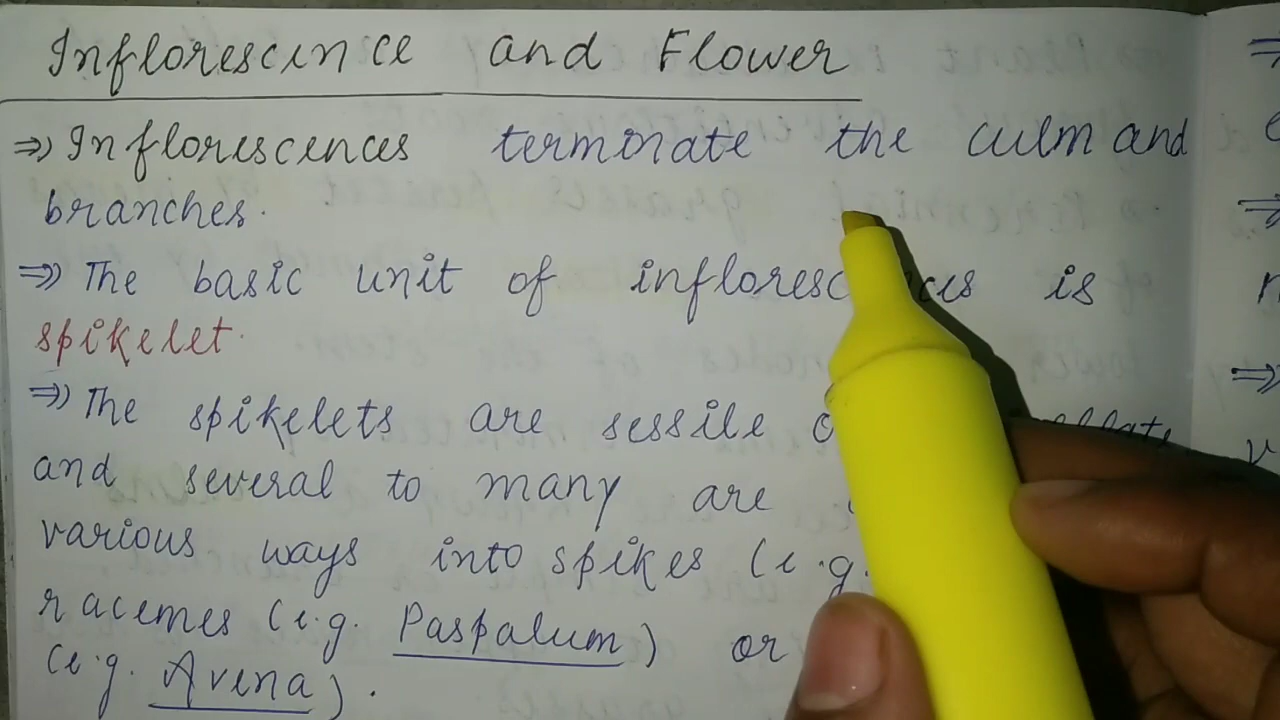 Inflorescence and Flower
⇒ Inflorescences terminate the culm and
branches.
⇒ The basic unit of inflorescences is
spikelet.
⇒ The spikelets are sessile
and several to many are
various ways into spikes (e.g.
racemes (e.g. Paspalum) or
(e.g. Avena).